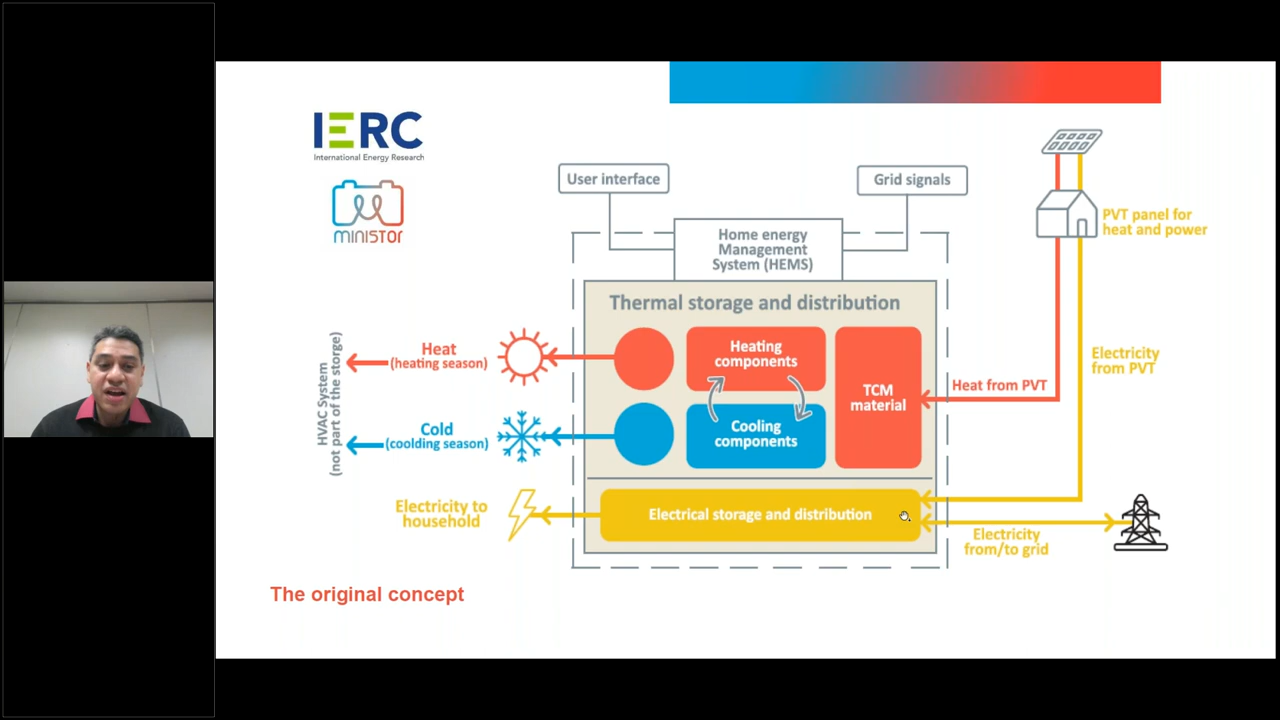 IERC
International Energy Research
MiNiSTOR
User interface
Grid signals
Home energy
Management
System (HEMS)
PVT panel for
heat and power
Thermal storage and distribution
Heat
(heating season)
Heating
components
TCM
material
Heat from PVT
Electricity
from PVT
HVAC System
(not part of the storge)
Cold
(coolding season)
Cooling
components
Electricity to
household
Electrical storage and distribution
Electricity
from/to grid
The original concept